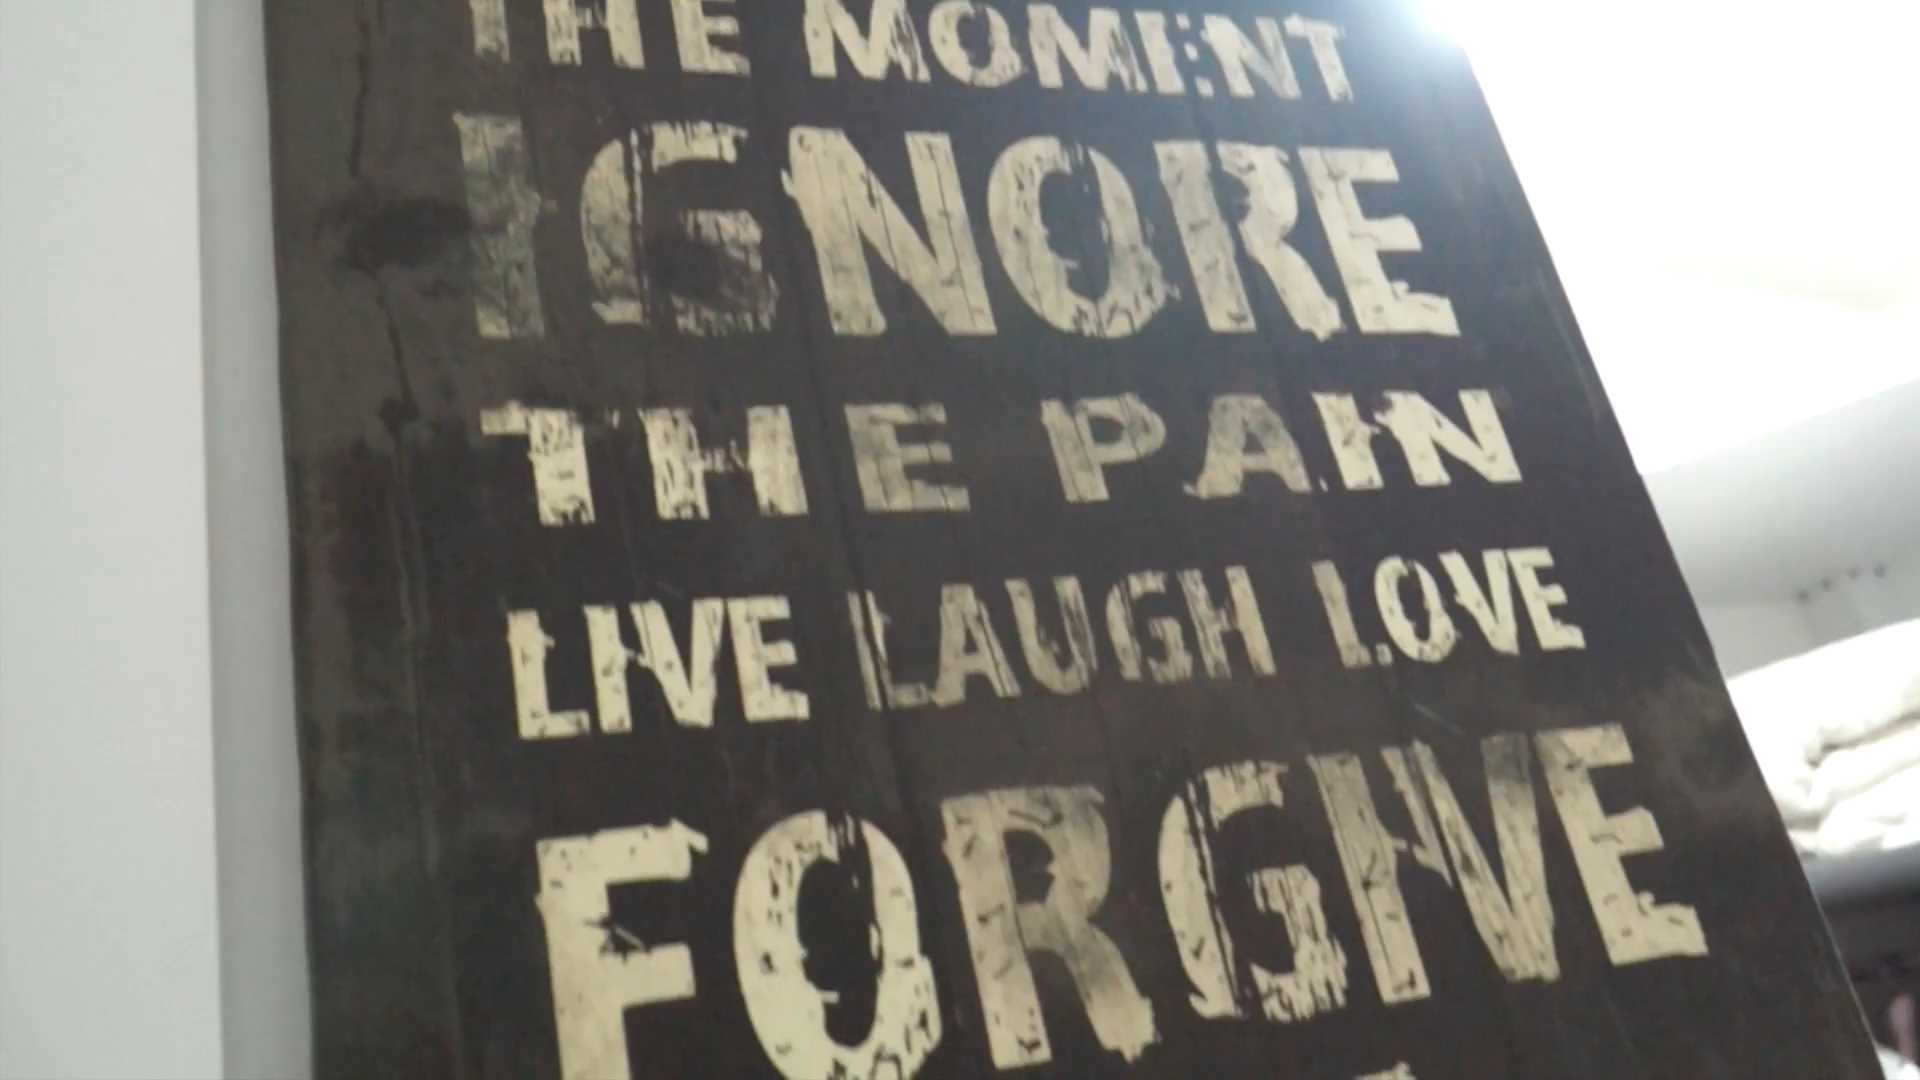 THE MOMENT
IGNORE
THE PAIN
LIVE LAUGH LOVE
FORGIVE